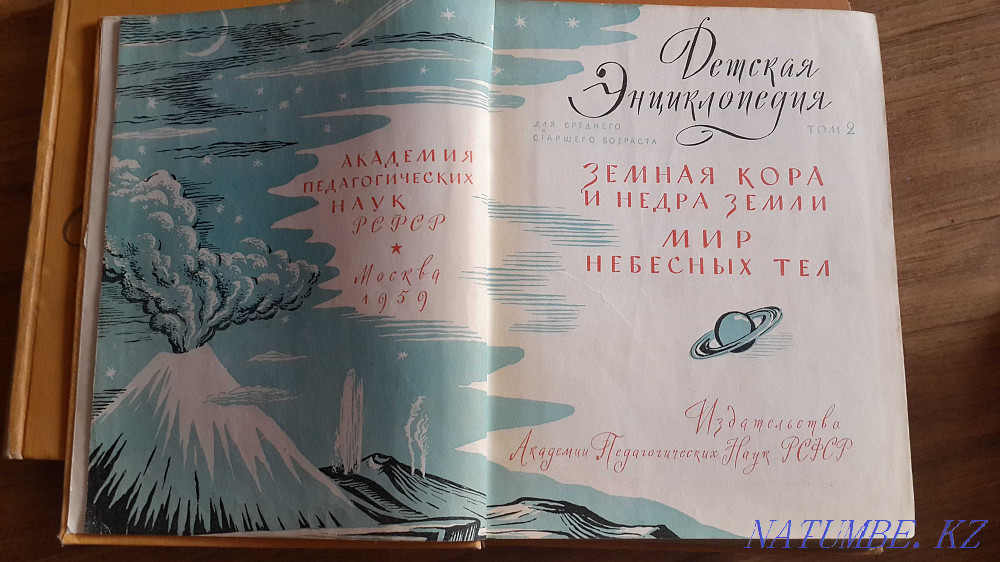 АКАДЕМИЯ
ПЕДАГОГИЧЕСКИХ
НАУК
РСФСР
Москва
1959
Детская
Энциклопедия
ДЛЯ СРЕДНЕГО
И
СТАРШЕГО ВОЗРАСТА
ТОМ 2
ЗЕМНАЯ КОРА
И НЕДРА ЗЕМЛИ
МИР
НЕБЕСНЫХ ТЕЛ
Издательство
Академии Педагогических Наук РСФСР
NATUMBE.KZ